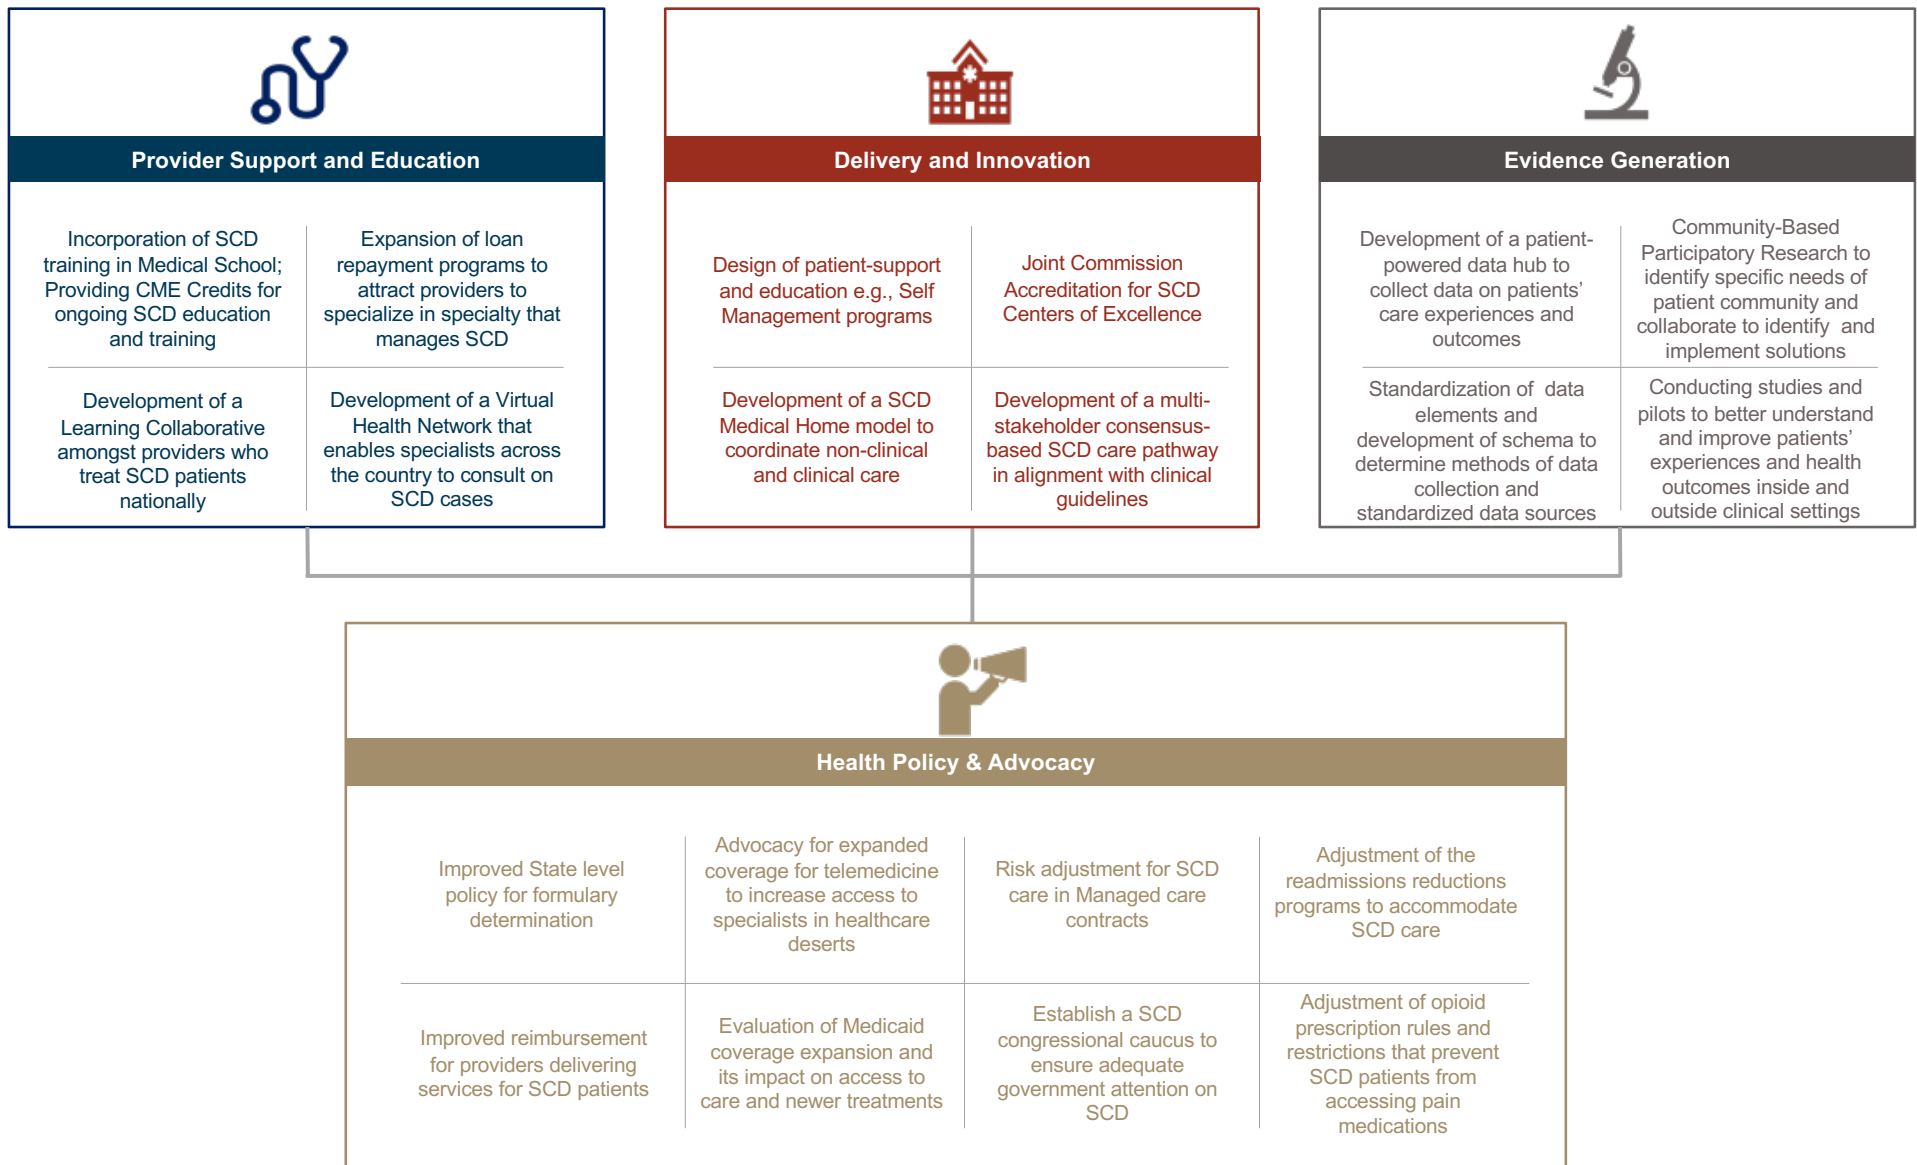 Provider Support and Education
Incorporation of SCD
training in Medical School;
Providing CME Credits for
ongoing SCD education
and training
Expansion of loan
repayment programs to
attract providers to
specialize in specialty that
manages SCD
Development of a
Learning Collaborative
amongst providers who
treat SCD patients
nationally
Development of a Virtual
Health Network that
enables specialists across
the country to consult on
SCD cases
Delivery and Innovation
Design of patient-support
and education e.g., Self
Management programs
Joint Commission
Accreditation for SCD
Centers of Excellence
Development of a SCD
Medical Home model to
coordinate non-clinical
and clinical care
Development of a multi-
stakeholder consensus-
based SCD care pathway
in alignment with clinical
guidelines
Evidence Generation
Development of a patient-
powered data hub to
collect data on patients’
care experiences and
outcomes
Community-Based
Participatory Research to
identify specific needs of
patient community and
collaborate to identify and
implement solutions
Standardization of data
elements and
development of schema to
determine methods of data
collection and
standardized data sources
Conducting studies and
pilots to better understand
and improve patients’
experiences and health
outcomes inside and
outside clinical settings
Health Policy & Advocacy
Improved State level
policy for formulary
determination
Advocacy for expanded
coverage for telemedicine
to increase access to
specialists in healthcare
deserts
Risk adjustment for SCD
care in Managed care
contracts
Adjustment of the
readmissions reductions
programs to accommodate
SCD care
Improved reimbursement
for providers delivering
services for SCD patients
Evaluation of Medicaid
coverage expansion and
its impact on access to
care and newer treatments
Establish a SCD
congressional caucus to
ensure adequate
government attention on
SCD
Adjustment of opioid
prescription rules and
restrictions that prevent
SCD patients from
accessing pain
medications